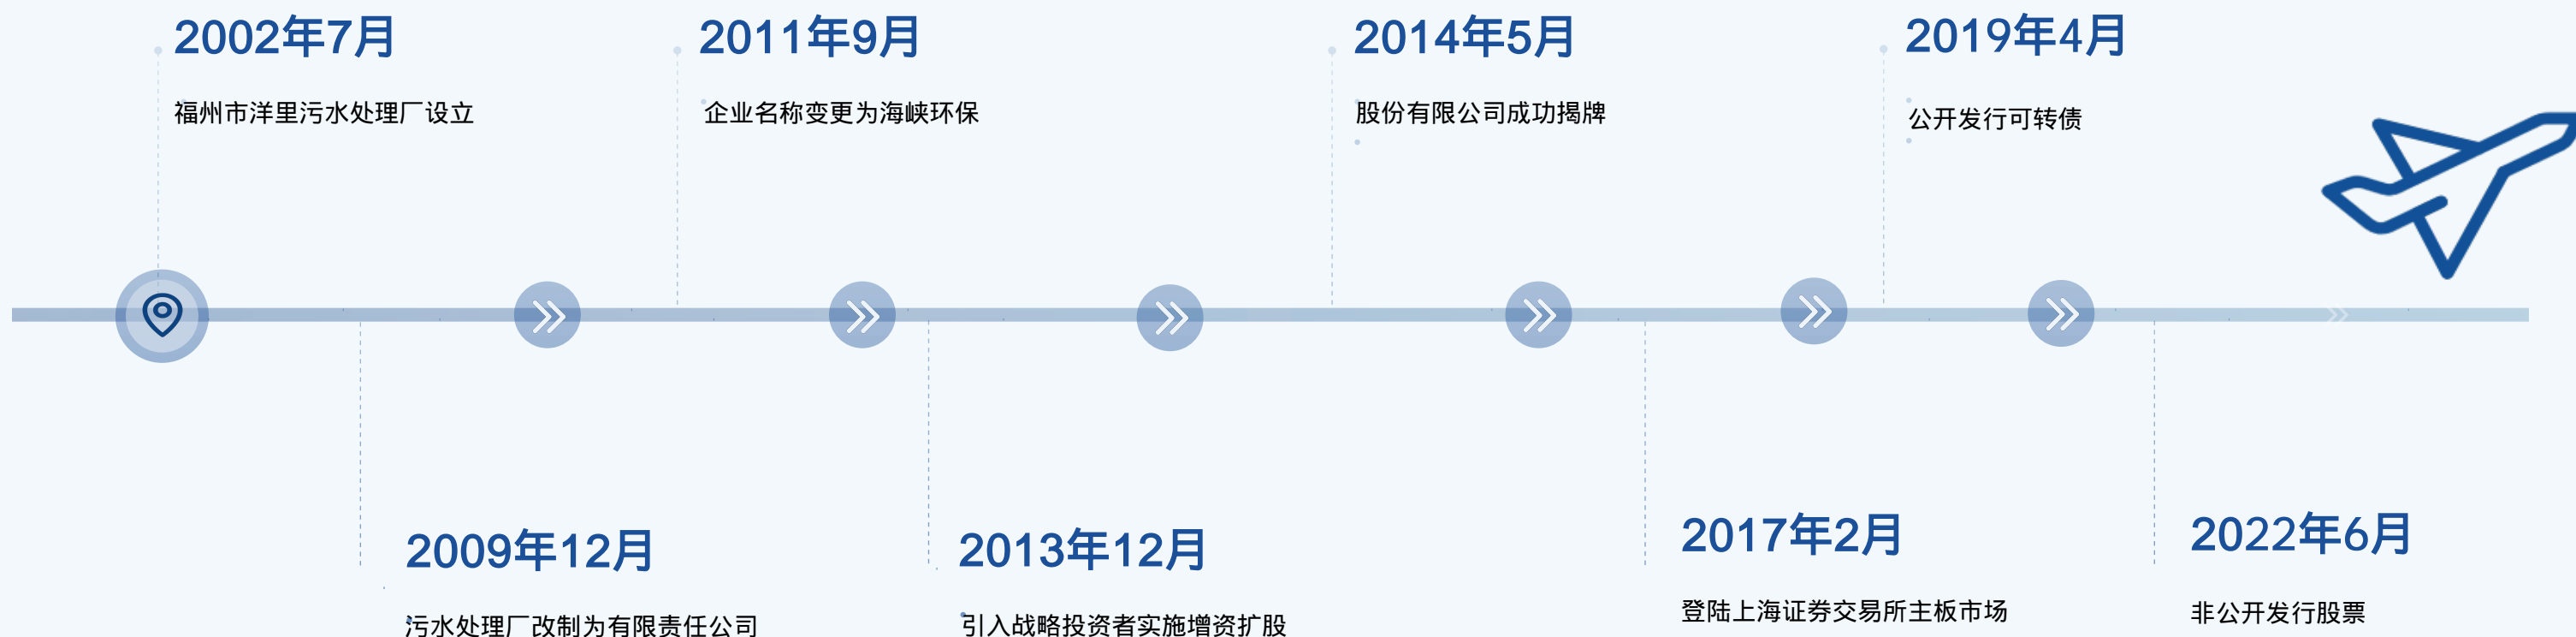 2002年7月
福州市洋里污水处理厂设立
2011年9月
企业名称变更为海峡环保
2014年5月
股份有限公司成功揭牌
2019年4月
公开发行可转债
2009年12月
污水处理厂改制为有限责任公司
2013年12月
引入战略投资者实施增资扩股
2017年2月
登陆上海证券交易所主板市场
2022年6月
非公开发行股票